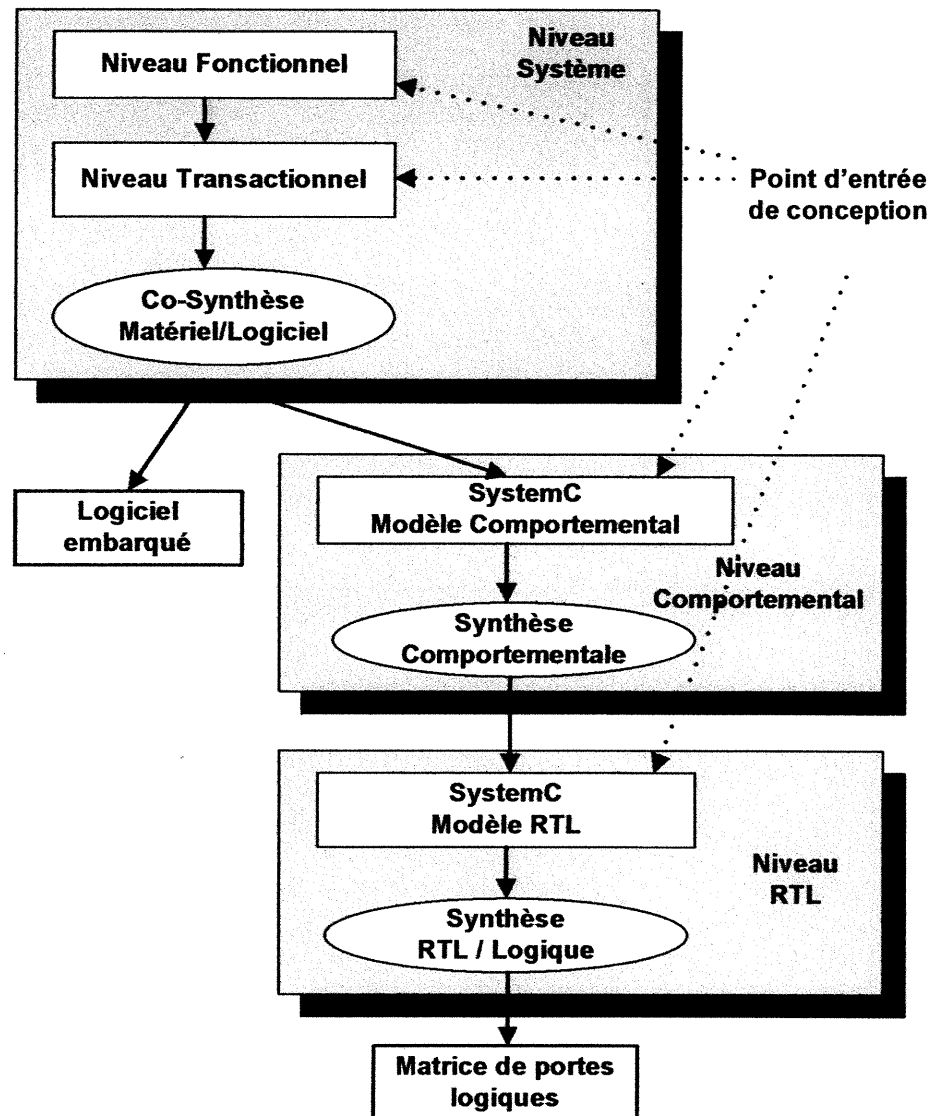 Niveau
Système
Niveau Fonctionnel
Niveau Transactionnel
Point d'entrée
de conception
Co-Synthèse
Matériel/Logiciel
Logiciel
embarqué
SystemC
Modèle Comportemental
Niveau
Comportemental
Synthèse
Comportementale
SystemC
Modèle RTL
Niveau
RTL
Synthèse
RTL / Logique
Matrice de portes
logiques